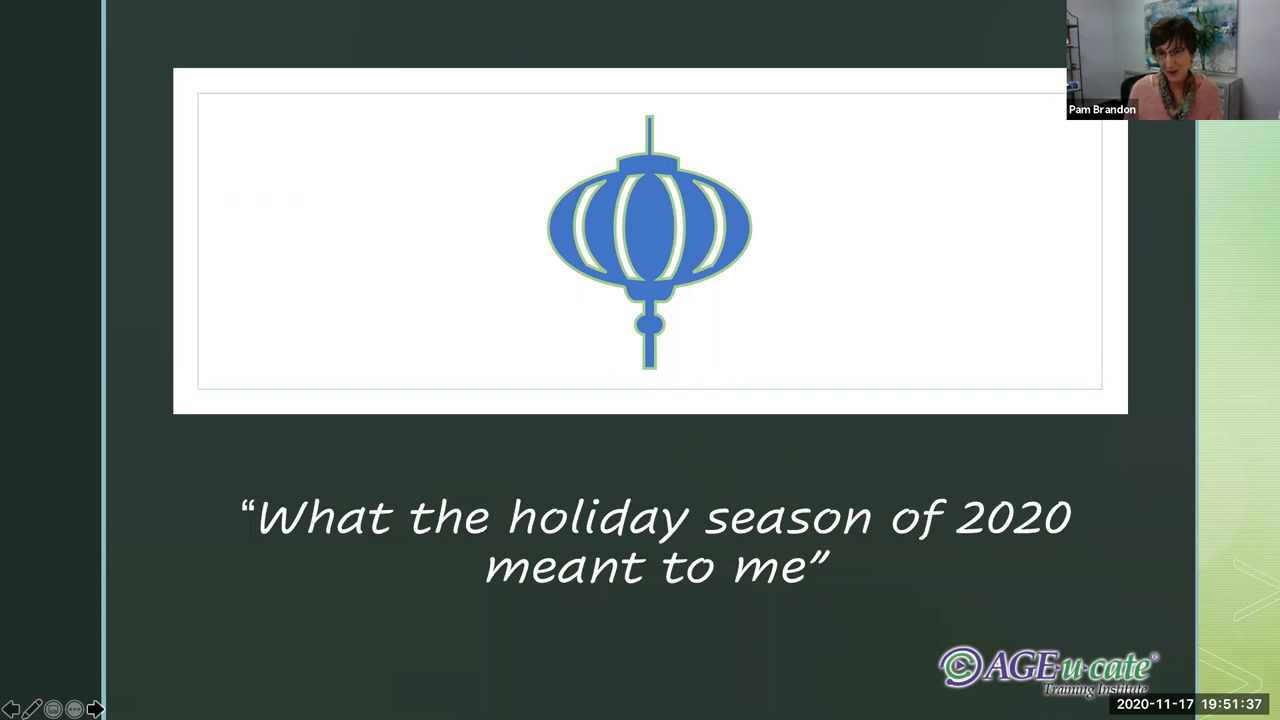 Pam Brandon
“What the holiday season of 2020
meant to me”
AGE-u-cate®
Training Institute
2020-11-17 19:51:37